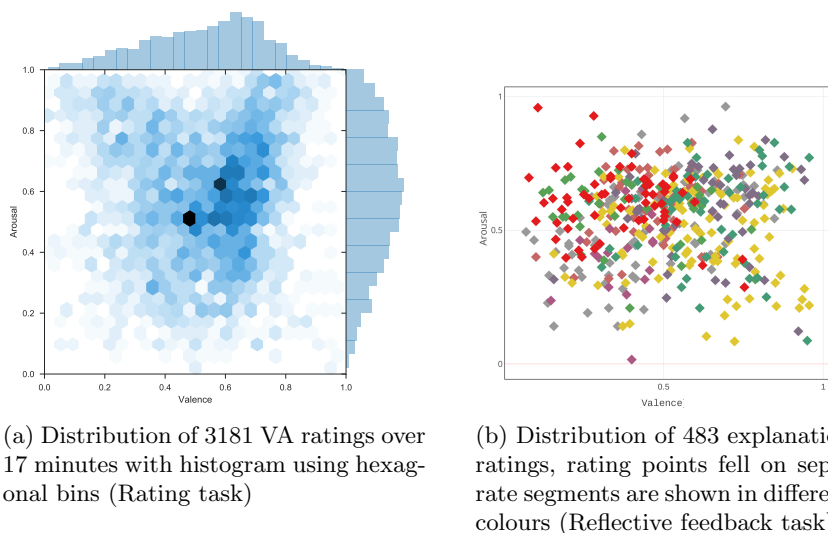 1.0
0.8
0.6
0.4
0.2
0.0
Arousal
0.0 0.2 0.4 0.6 0.8 1.0
Valence
1
0.5
0
Arousal
0.5 1
Valence
(a) Distribution of 3181 VA ratings over
17 minutes with histogram using hexag-
onal bins (Rating task)
(b) Distribution of 483 explanatio
ratings, rating points fell on sep
rate segments are shown in differe
colours (Reflective feedback task